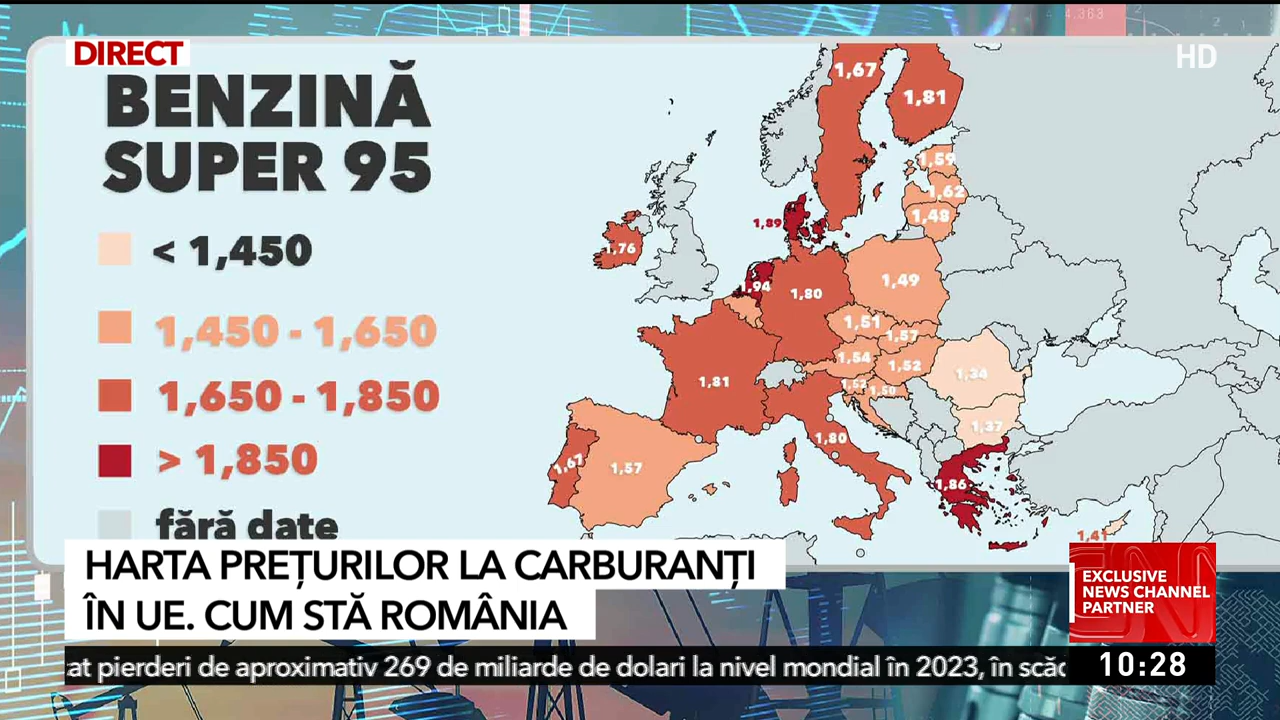 DIRECT
HD
BENZINĂ
SUPER 95
< 1,450
1,450 - 1,650
1,650 - 1,850
> 1,850
fără date
1,67
1,81
1,59
1,62
1,48
1,89
1,76
1,94
1,80
1,49
1,51
1,57
1,54
1,52
1,50
1,34
1,81
1,37
1,80
1,67
1,57
1,86
1,41
HARTA PREȚURILOR LA CARBURANȚI
ÎN UE. CUM STĂ ROMÂNIA
EXCLUSIVE
NEWS CHANNEL
PARTNER
at pierderi de aproximativ 269 de miliarde de dolari la nivel mondial în 2023, în scăd
10:28